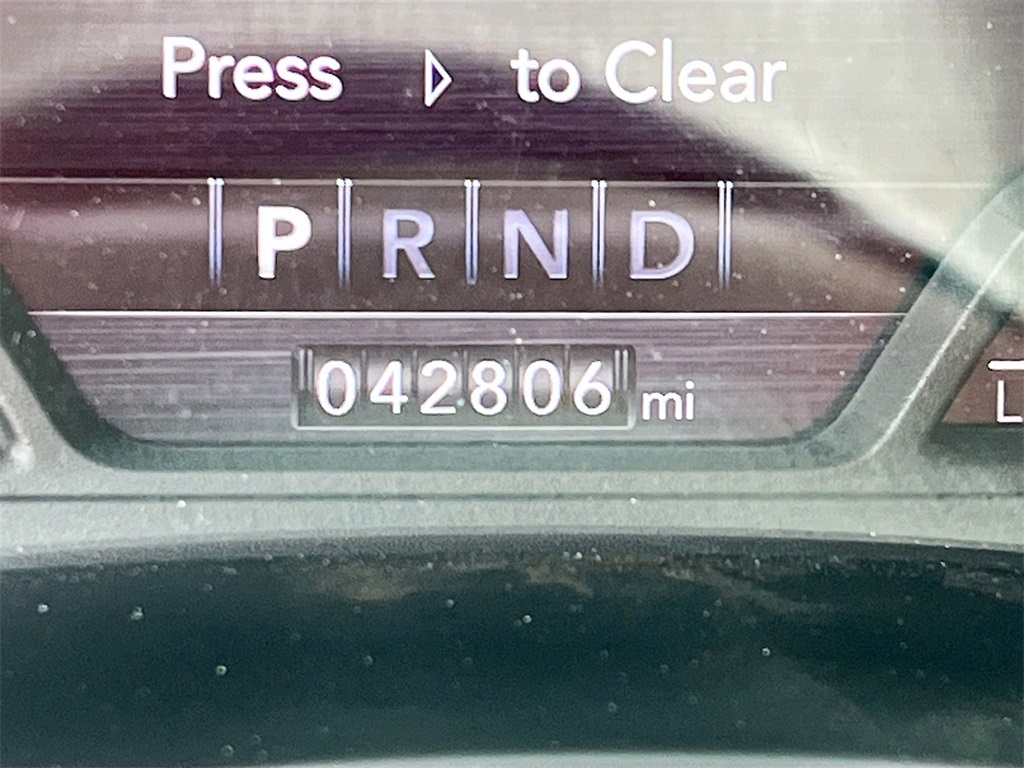 Press ▷ to Clear
P R N D
042806 mi
L